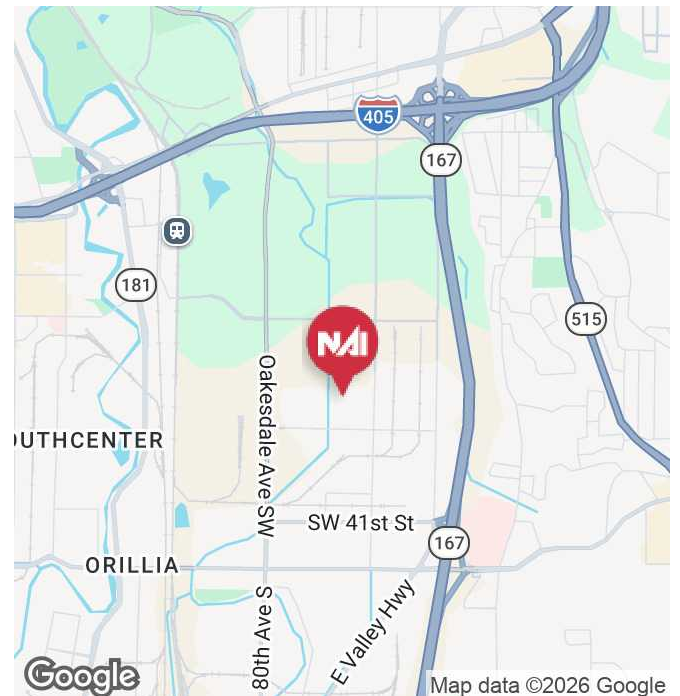 405
167
181
515
NAI
Oakesdale Ave SW
OUTHCENTER
SW 41st St
167
ORILLIA
80th Ave S
E Valley Hwy
Google
Map data ©2026 Google